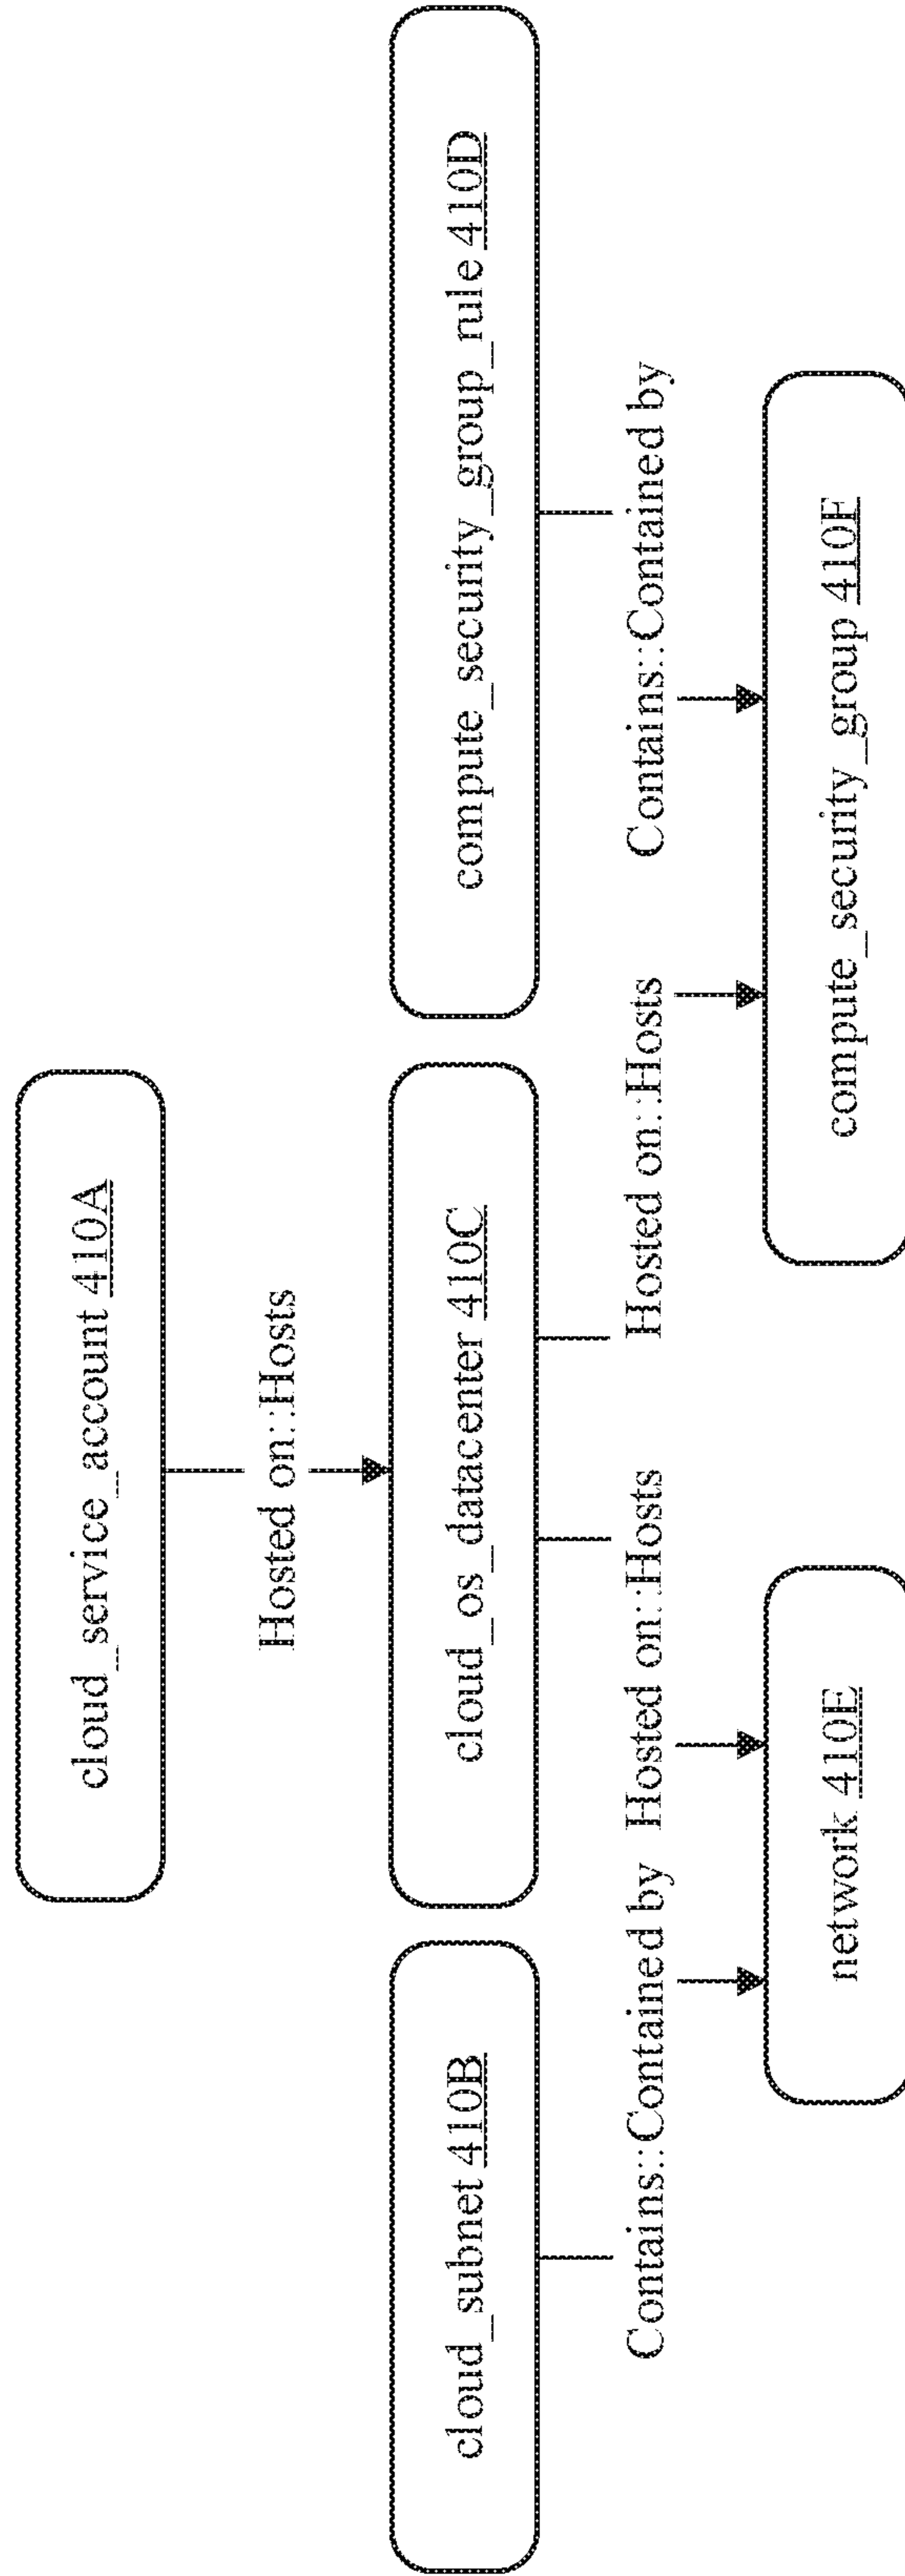 cloud_service_account 410A
Hosted on::Hosts
cloud_subnet 410B
cloud_os_datacenter 410C
compute_security_group_rule 410D
Contains::Contained by
Hosted on::Hosts
Hosted on::Hosts
Contains::Contained by
network 410E
compute_security_group 410F